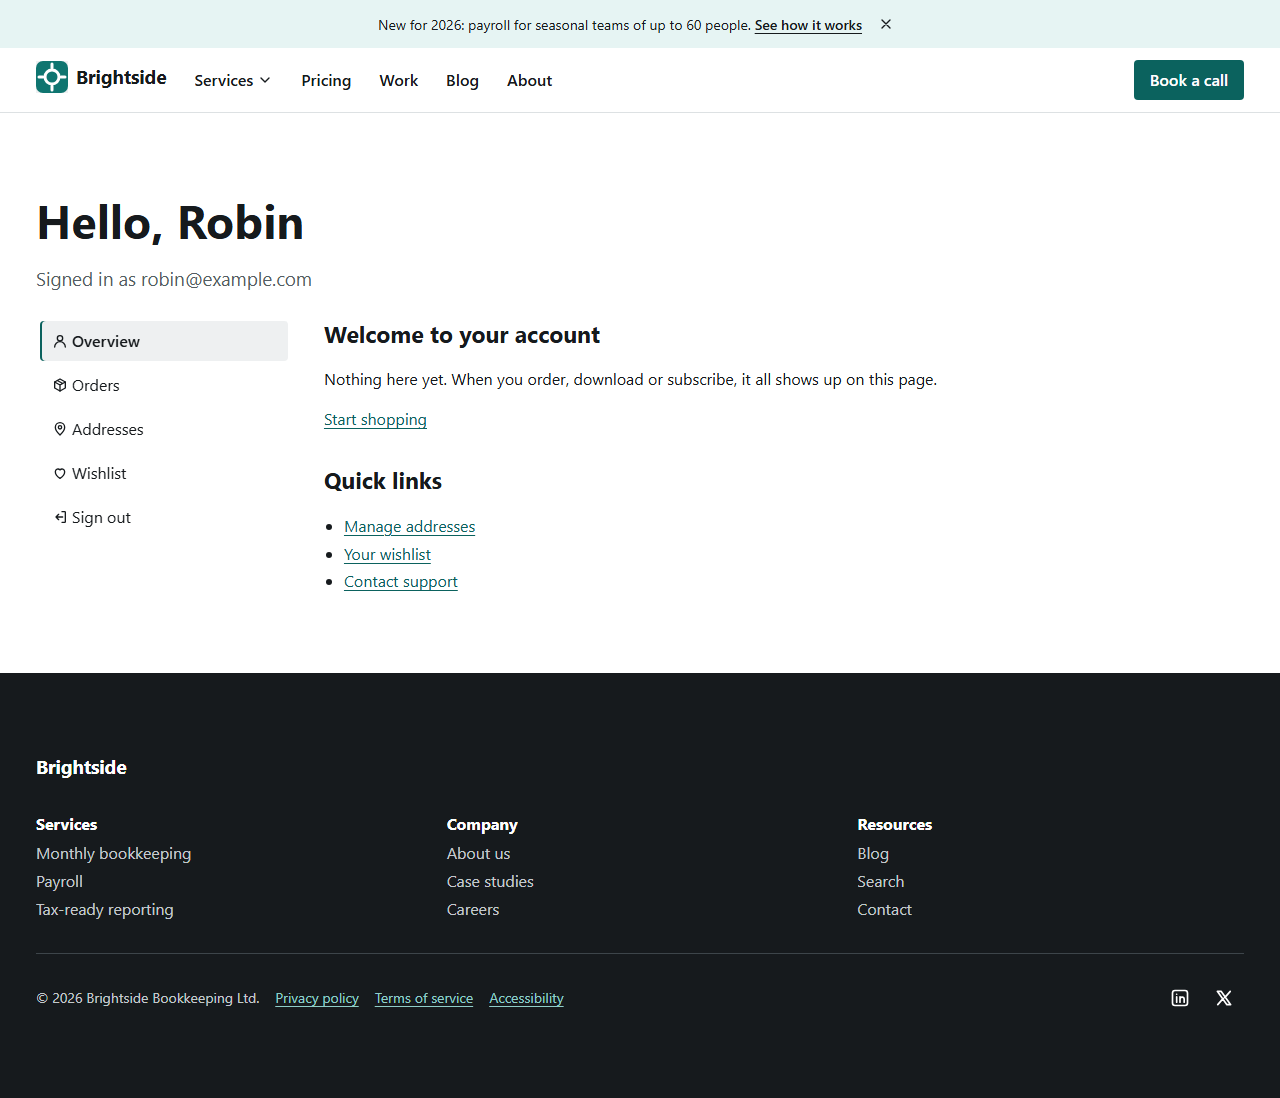 New for 2026: payroll for seasonal teams of up to 60 people. See how it works
Brightside
Services
Pricing
Work
Blog
About
Book a call
Hello, Robin
Signed in as robin@example.com
Overview
Orders
Addresses
Wishlist
Sign out
Welcome to your account
Nothing here yet. When you order, download or subscribe, it all shows up on this page.
Start shopping
Quick links
Manage addresses
Your wishlist
Contact support
Brightside
Services
Monthly bookkeeping
Payroll
Tax-ready reporting
Company
About us
Case studies
Careers
Resources
Blog
Search
Contact
© 2026 Brightside Bookkeeping Ltd.
Privacy policy
Terms of service
Accessibility